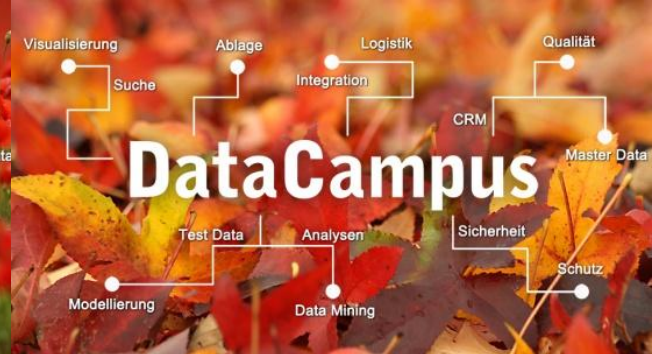 Visualisierung
Ablage
Logistik
Qualität
Suche
Integration
CRM
DataCampus
Master Data
Test Data
Analysen
Sicherheit
Schutz
Modellierung
Data Mining